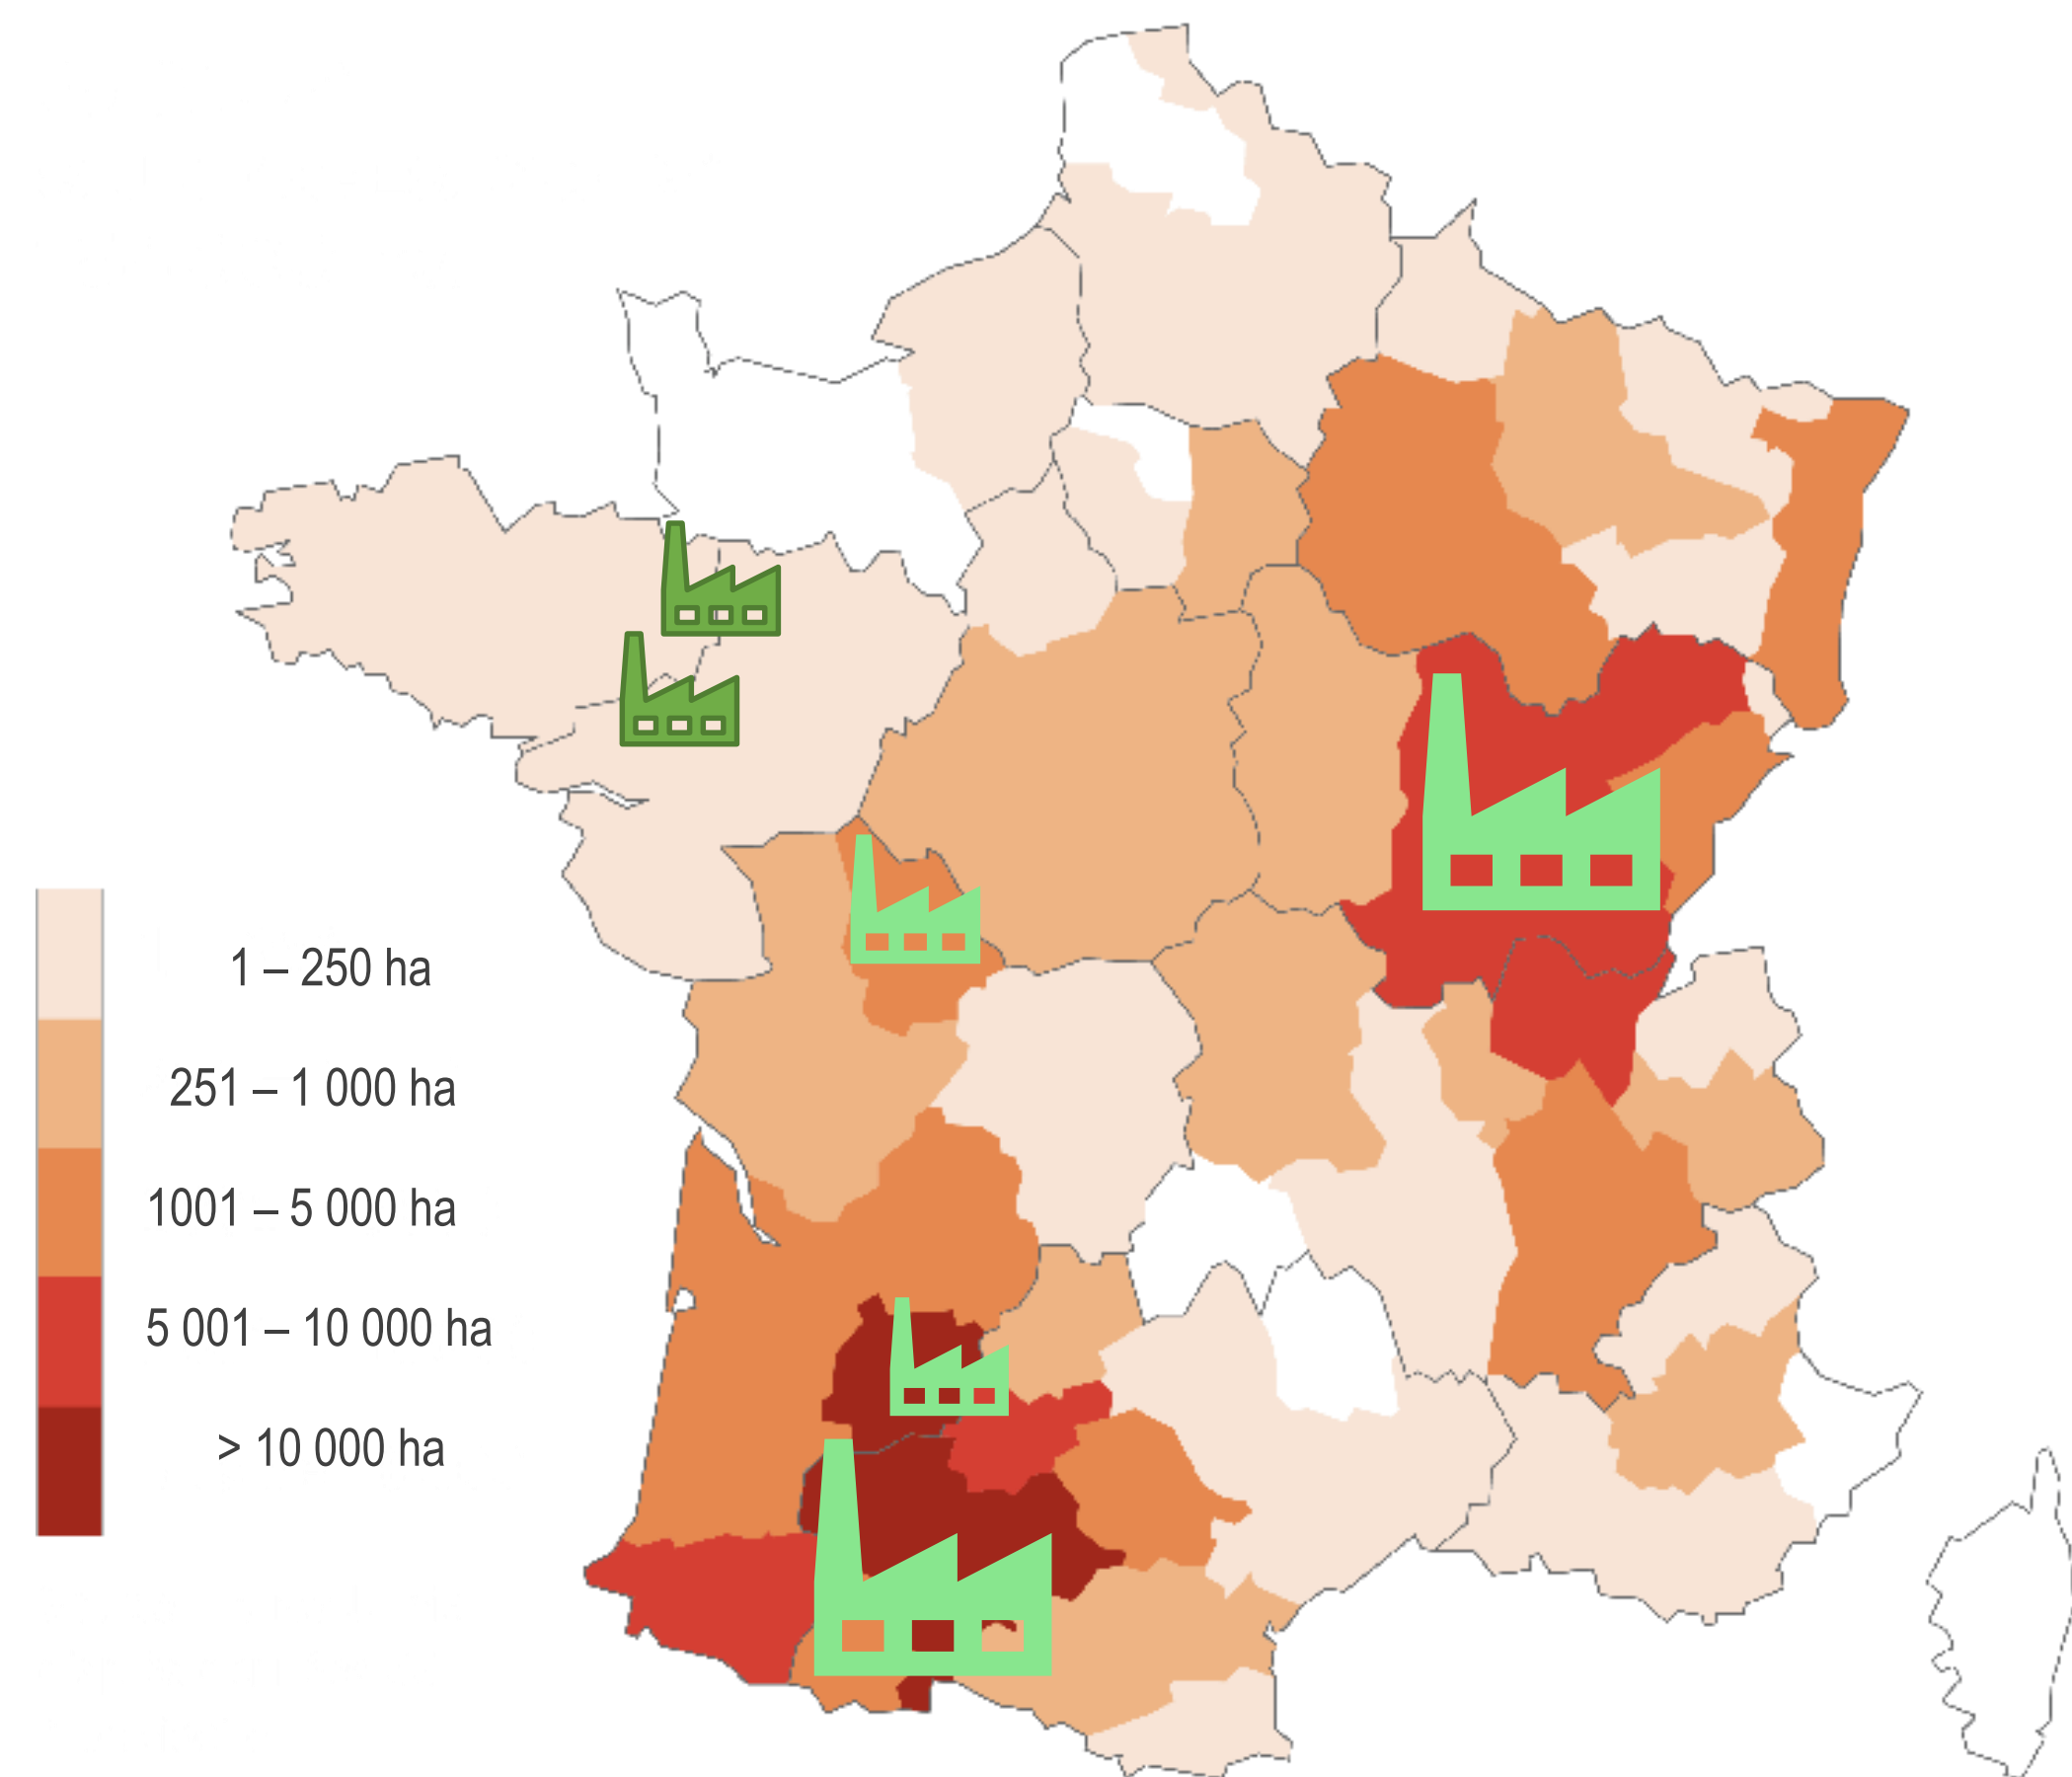 1 – 250 ha
251 – 1 000 ha
1001 – 5 000 ha
5 001 – 10 000 ha
> 10 000 ha